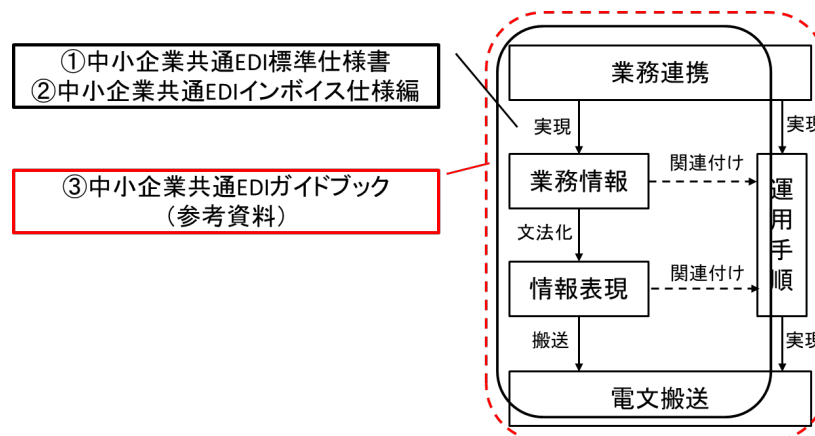 ①中小企業共通EDI標準仕様書
②中小企業共通EDIインボイス仕様編
③中小企業共通EDIガイドブック
（参考資料）
業務連携
実現
実現
業務情報
関連付け
運用手順
文法化
情報表現
関連付け
搬送
実現
電文搬送